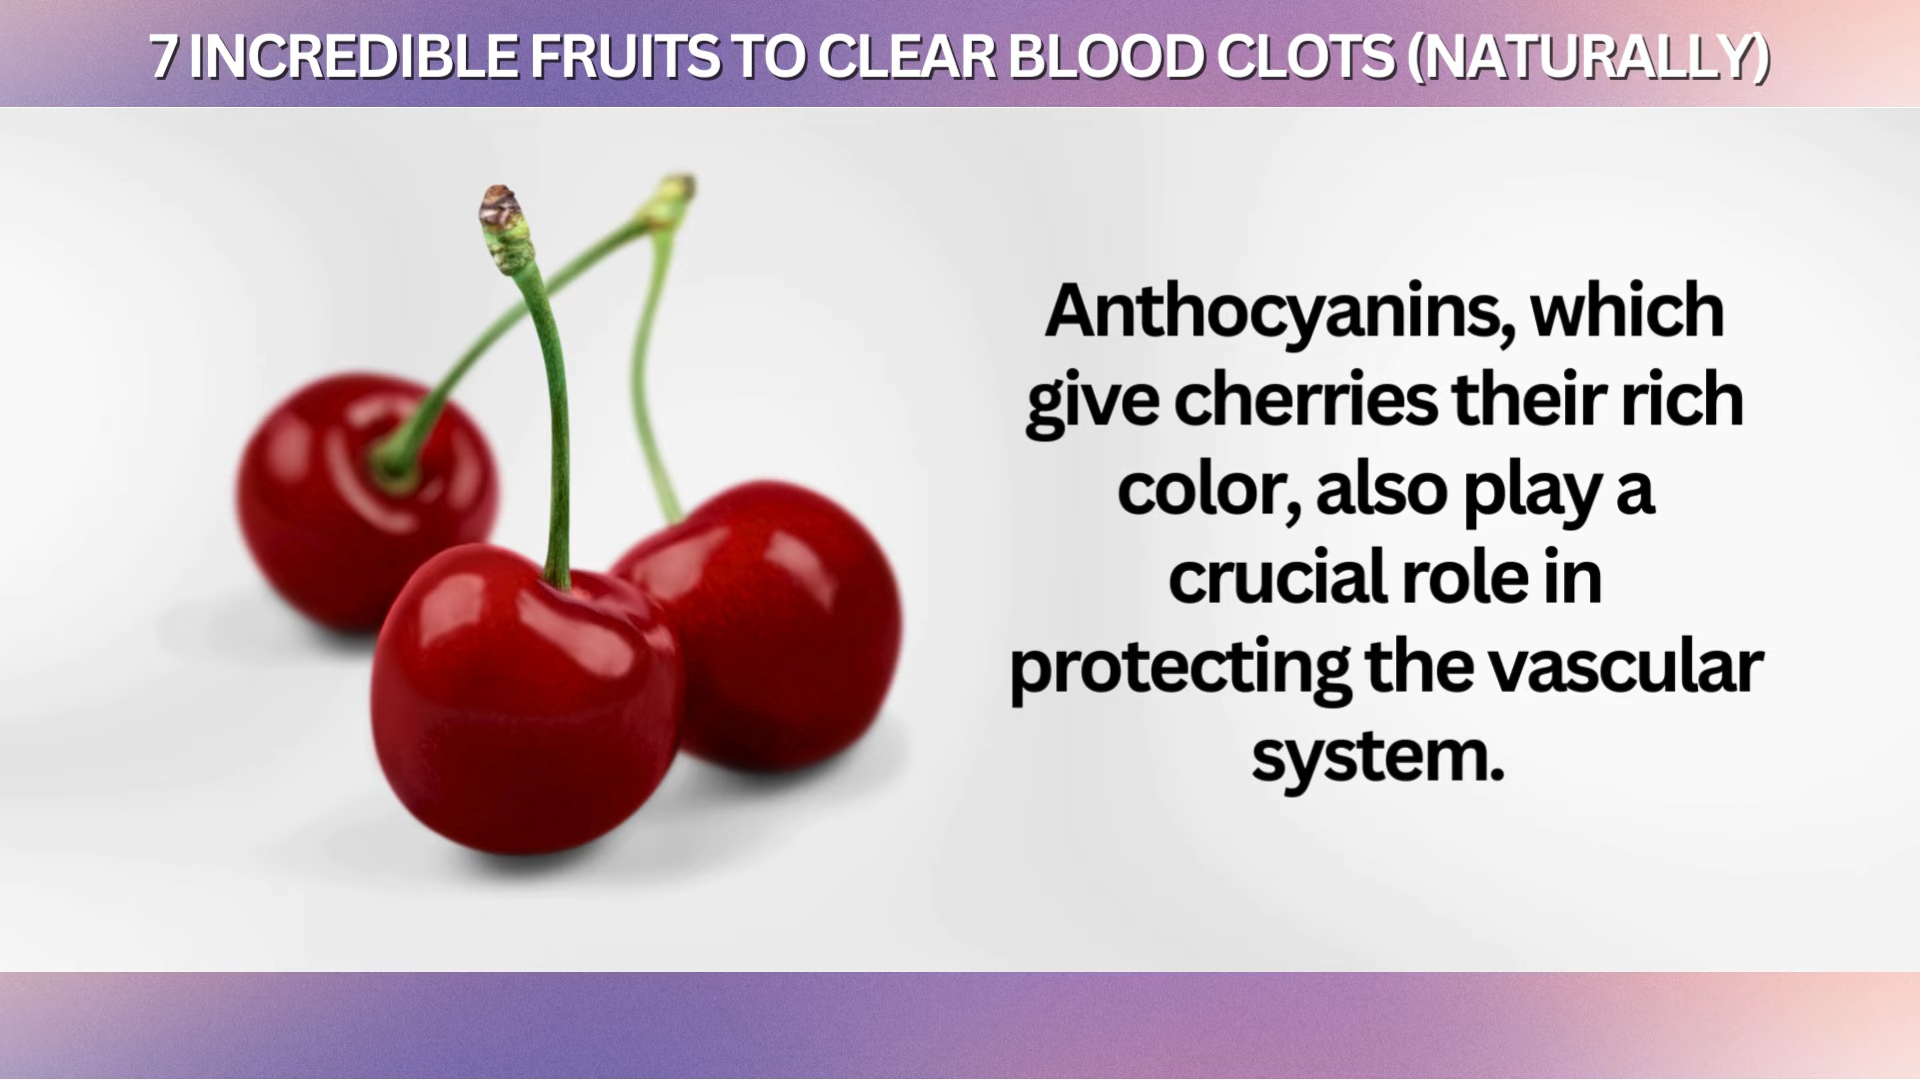 7 INCREDIBLE FRUITS TO CLEAR BLOOD CLOTS (NATURALLY)
Anthocyanins, which
give cherries their rich
color, also play a
crucial role in
protecting the vascular
system.